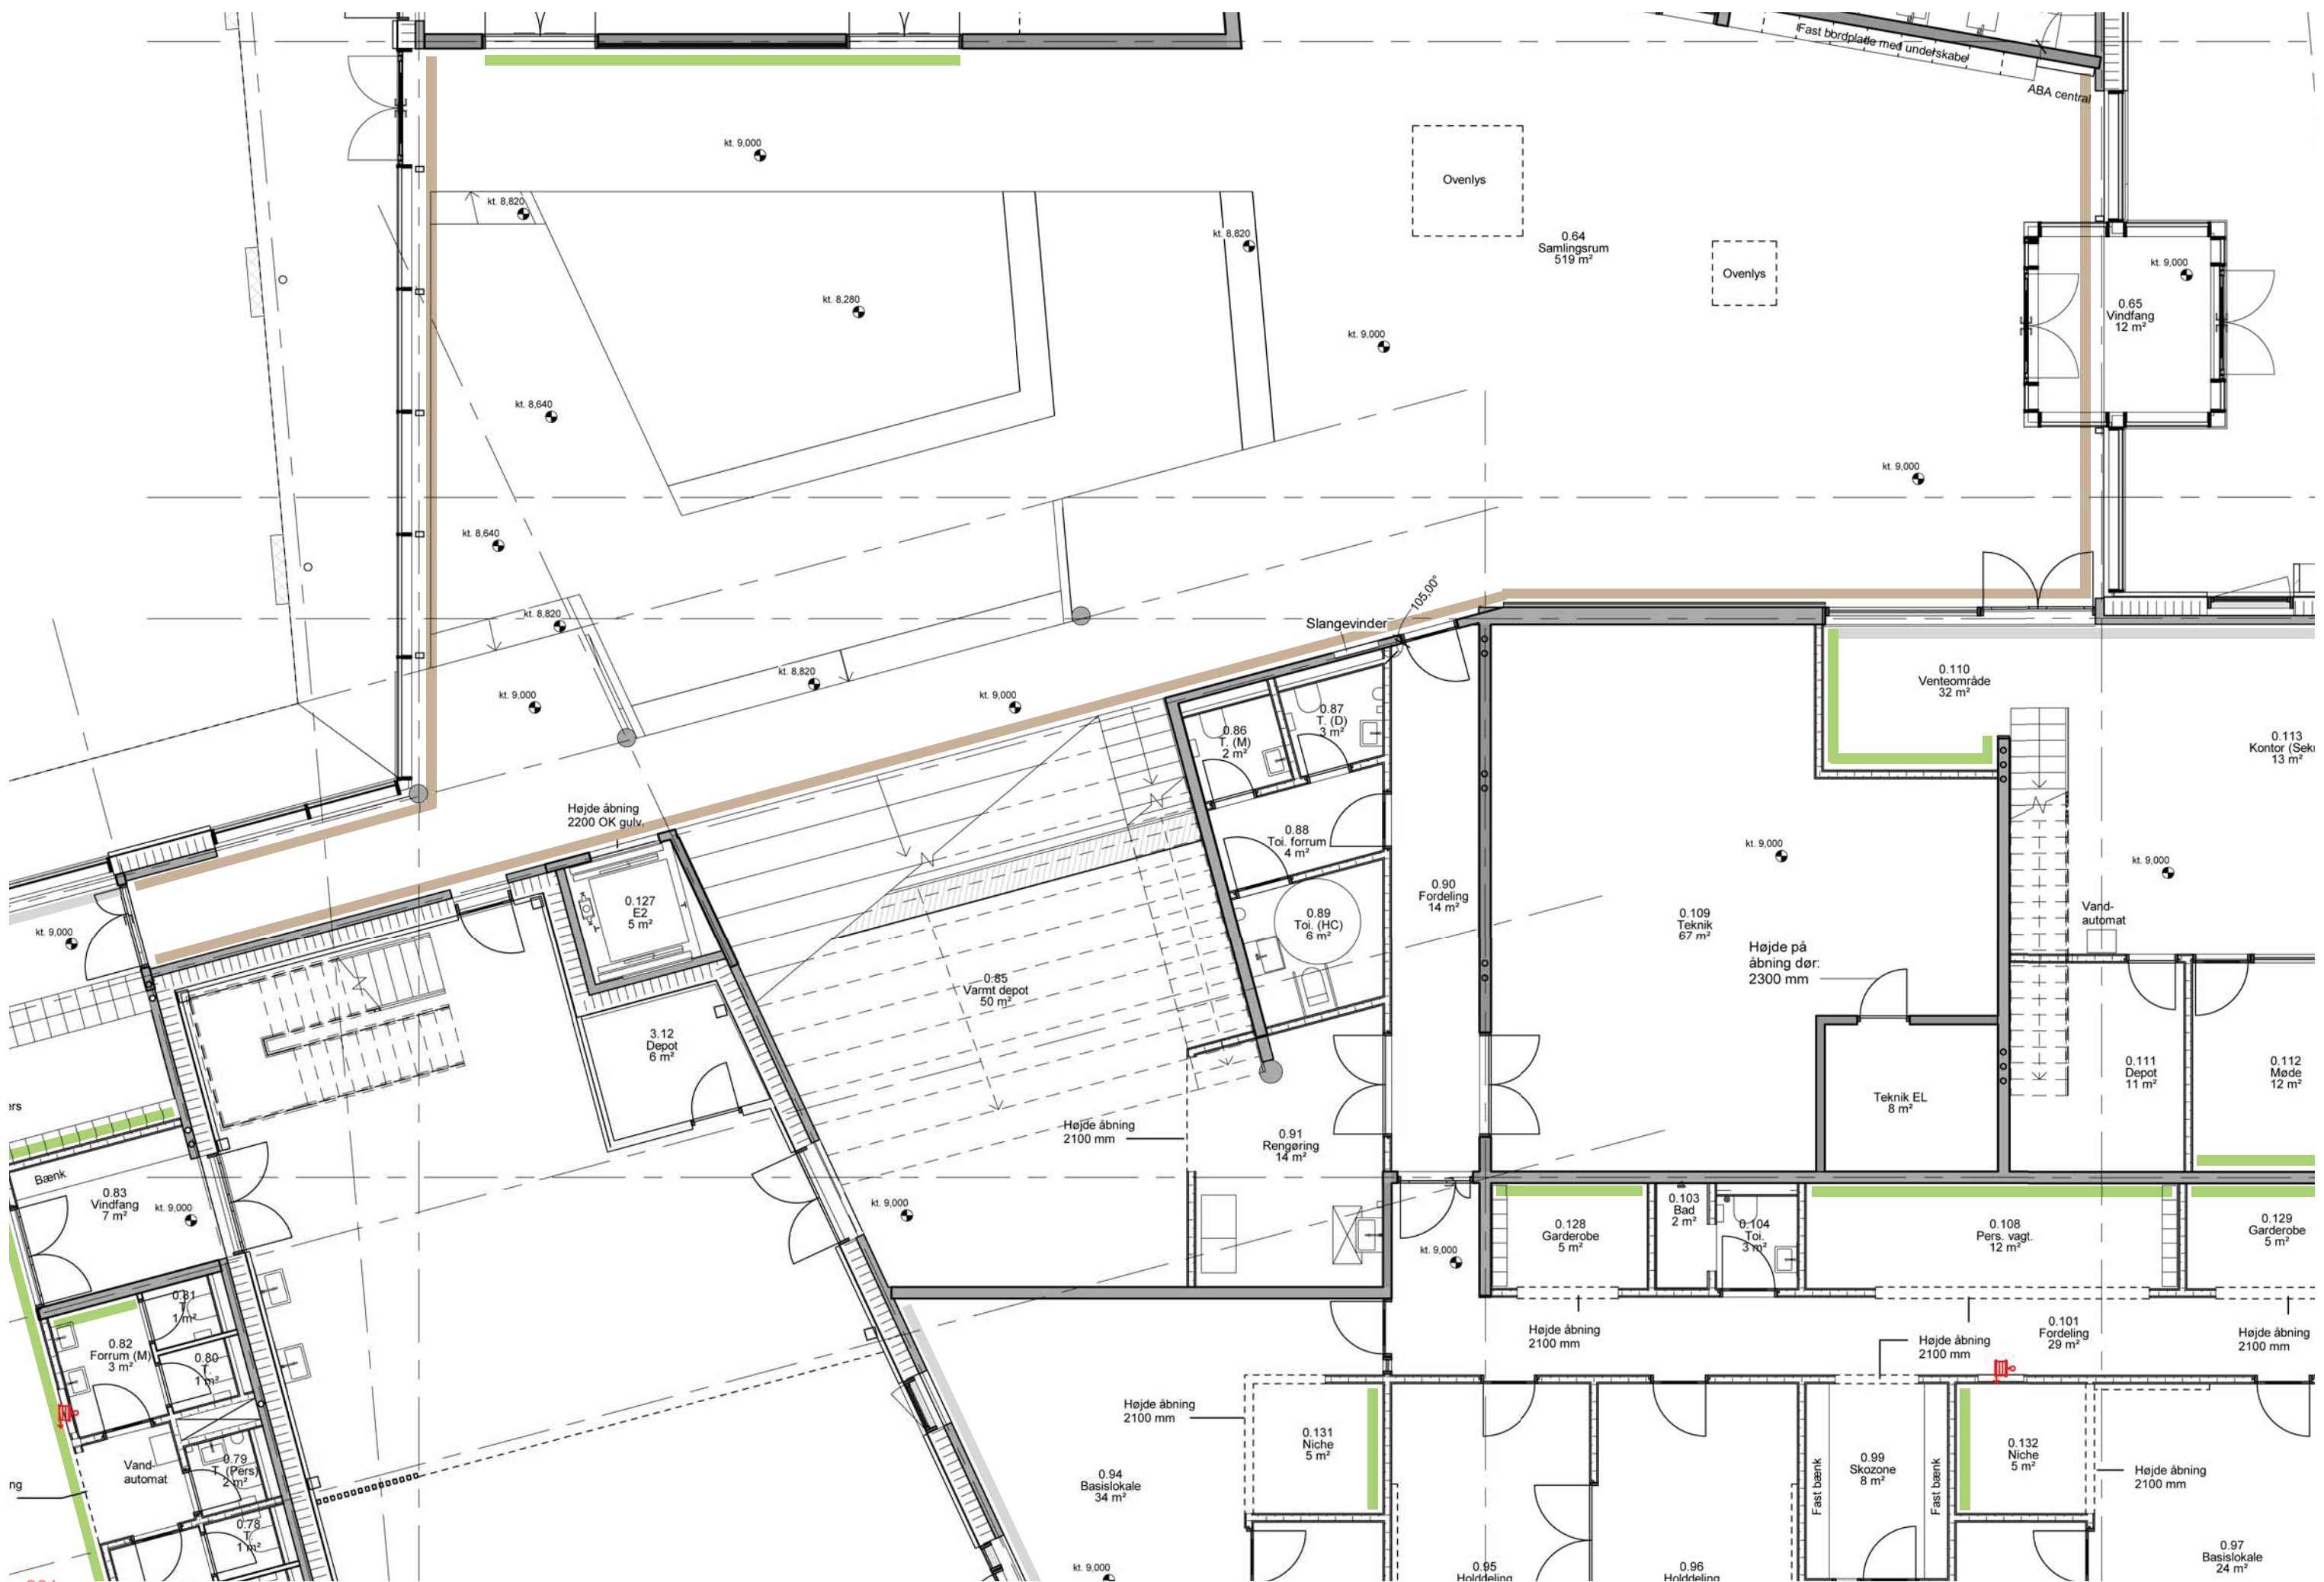 Fast bordplade med underskabel
ABA central
kt. 9,000
Ovenlys
kt. 8,820
kt. 8,820
0.64
Samlingsrum
519 m²
Ovenlys
kt. 9,000
0.65
Vindfang
12 m²
kt. 8,280
kt. 9,000
kt. 8,640
kt. 9,000
kt. 8,640
105,00°
kt. 8,820
Slangevinder
kt. 8,820
kt. 9,000
kt. 9,000
0.110
Venteområde
32 m²
0.87
T. (D)
3 m²
0.86
T. (M)
2 m²
0.113
13 m²
Højde åbning
2200 OK gulv.
0.88
Toi. forrum
4 m²
kt. 9,000
kt. 9,000
0.90
Fordeling
14 m²
0.127
E2
5 m²
0.89
Toi. (HC)
6 m²
0.109
Teknik
67 m²
Vand-
automat
kt. 9,000
Højde på
åbning dør:
2300 mm
0.85
Varmt depot
50 m²
3.12
Depot
6 m²
0.111
Depot
11 m²
0.112
Møde
12 m²
Teknik EL
8 m²
Højde åbning
2100 mm
0.91
Rengøring
14 m²
Bænk
0.83
Vindfang
7 m²
kt. 9,000
kt. 9,000
kt. 9,000
0.128
Garderobe
5 m²
0.103
Bad
2 m²
0.104
Toi.
3 m²
0.108
Pers. vagt.
12 m²
0.129
Garderobe
5 m²
0.81
T.
1 m²
0.82
Forrum (M)
3 m²
0.80
T.
1 m²
Højde åbning
2100 mm
Højde åbning
2100 mm
0.101
Fordeling
29 m²
Højde åbning
2100 mm
Højde åbning
2100 mm
0.131
Niche
5 m²
0.132
Niche
5 m²
0.99
Skozone
8 m²
Fast bænk
Fast bænk
Højde åbning
2100 mm
Vand-
automat
0.79
T. (Pers)
2 m²
0.94
Basislokale
34 m²
0.78
T.
1 m²
kt. 9,000
0.95
Holddeling
0.96
Holddeling
0.97
Basislokale
24 m²